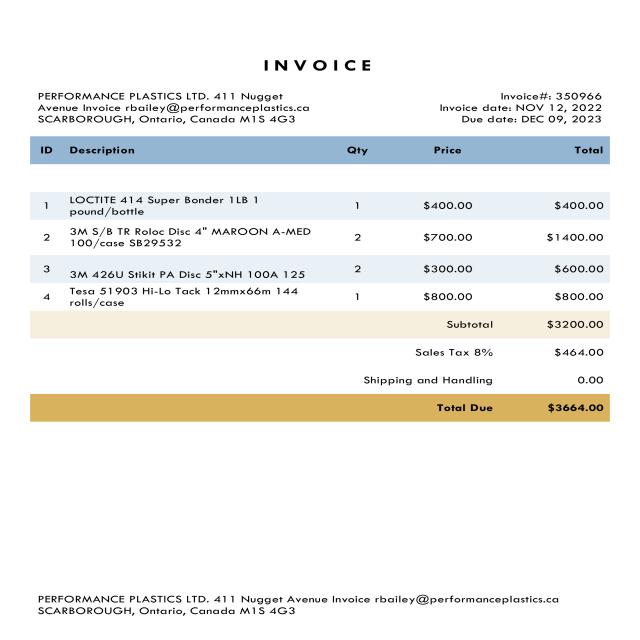 INVOICE
PERFORMANCE PLASTICS LTD. 411 Nugget
Avenue Invoice rbailey@performanceplastics.ca
SCARBOROUGH, Ontario, Canada M1S 4G3
Invoice#: 350966
Invoice date: NOV 12, 2022
Due date: DEC 09, 2023
ID Description Qty Price Total
1 LOCTITE 414 Super Bonder 1LB 1 
pound/bottle 1 $400.00 $400.00
2 3M S/B TR Roloc Disc 4" MAROON A-MED
100/case SB29532 2 $700.00 $1400.00
3 3M 426U Stikit PA Disc 5"xNH 100A 125 2 $300.00 $600.00
4 Tesa 51903 Hi-Lo Tack 12mmx66m 144
rolls/case 1 $800.00 $800.00
Subtotal $3200.00
Sales Tax 8% $464.00
Shipping and Handling 0.00
Total Due $3664.00
PERFORMANCE PLASTICS LTD. 411 Nugget Avenue Invoice rbailey@performanceplastics.ca
SCARBOROUGH, Ontario, Canada M1S 4G3